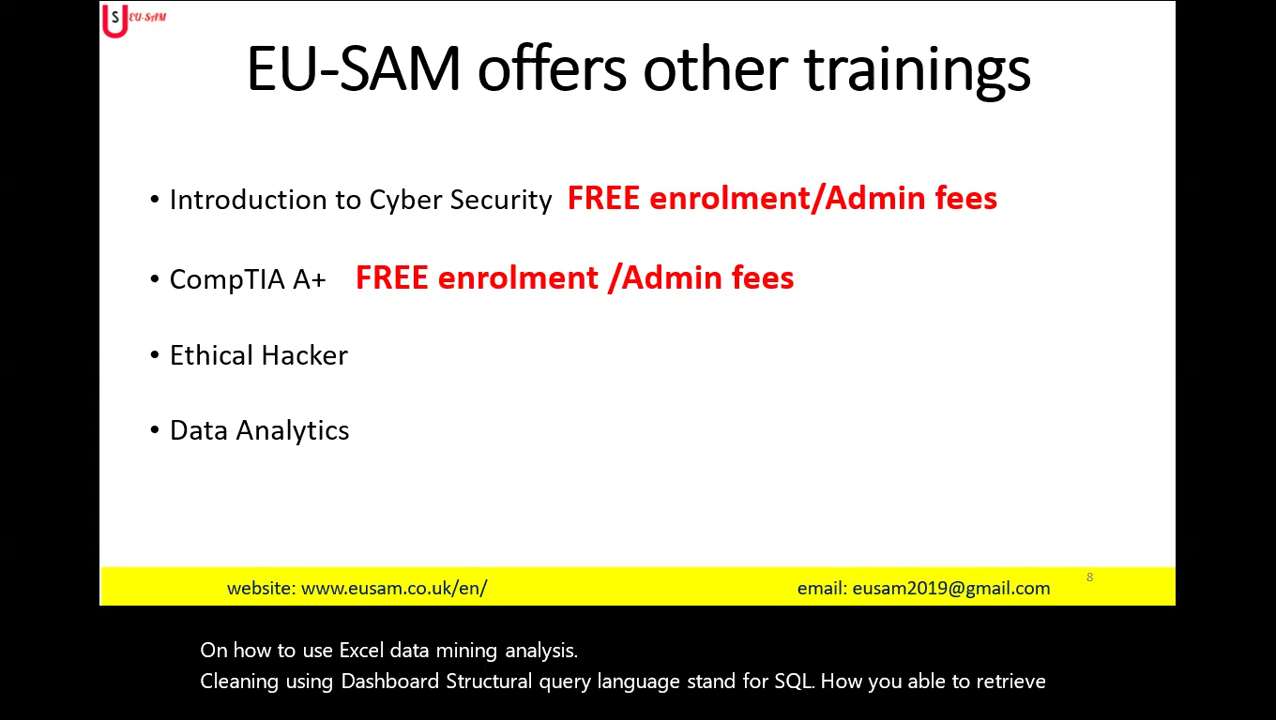 S EU-SAM
EU-SAM offers other trainings
• Introduction to Cyber Security FREE enrolment/Admin fees
• CompTIA A+ FREE enrolment /Admin fees
• Ethical Hacker
• Data Analytics
8
website: www.eusam.co.uk/en/ email: eusam2019@gmail.com
On how to use Excel data mining analysis.
Cleaning using Dashboard Structural query language stand for SQL. How you able to retrieve